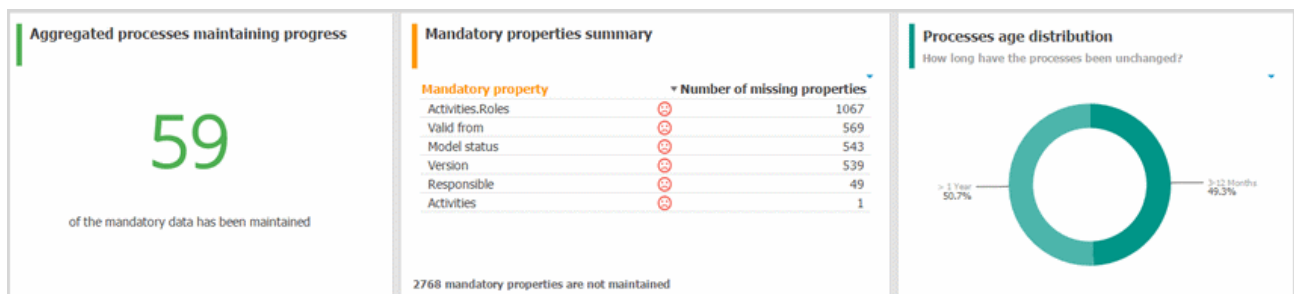 Aggregated processes maintaining progress
59
of the mandatory data has been maintained
Mandatory properties summary
Mandatory property Number of missing properties
Activities.Roles 1067
Valid from 569
Model status 543
Version 539
Responsible 49
Activities 1
2768 mandatory properties are not maintained
Processes age distribution
How long have the processes been unchanged?
> 1 Year
50.7%
3-12 Months
49.3%